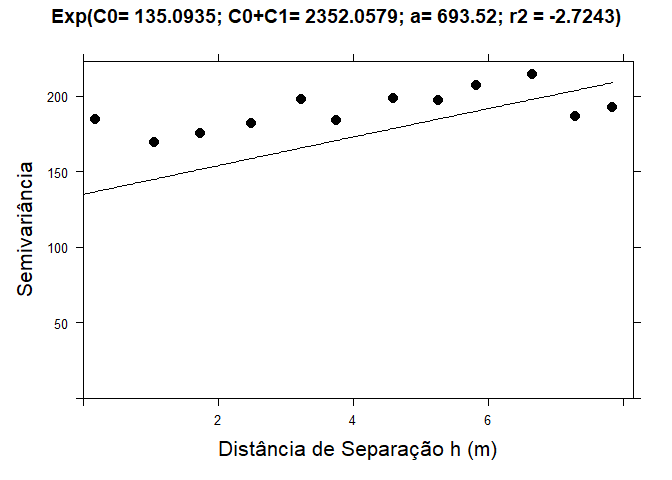 Exp(C0= 135.0935; C0+C1= 2352.0579; a= 693.52; r2 = -2.7243)
200
150
100
50
Semivariância
2 4 6
Distância de Separação h (m)